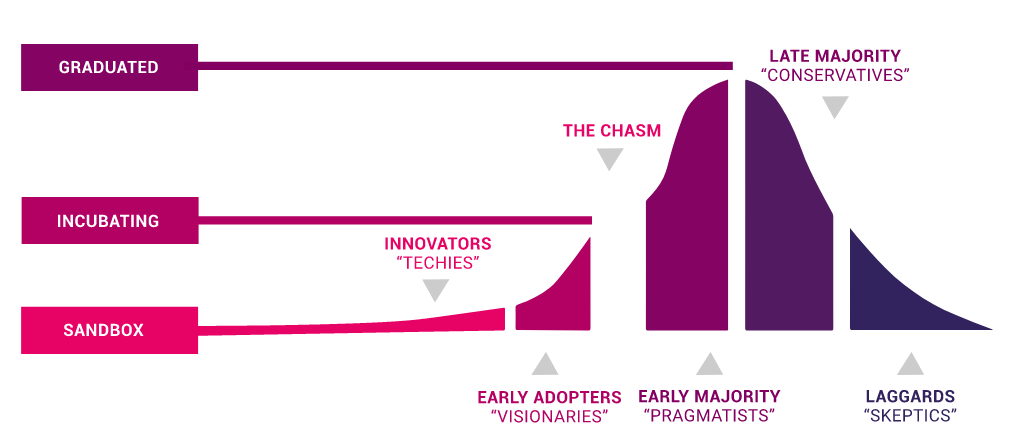 GRADUATED
LATE MAJORITY
“CONSERVATIVES”
THE CHASM
INCUBATING
INNOVATORS
“TECHIES”
SANDBOX
EARLY ADOPTERS
“VISIONARIES”
EARLY MAJORITY
“PRAGMATISTS”
LAGGARDS
“SKEPTICS”